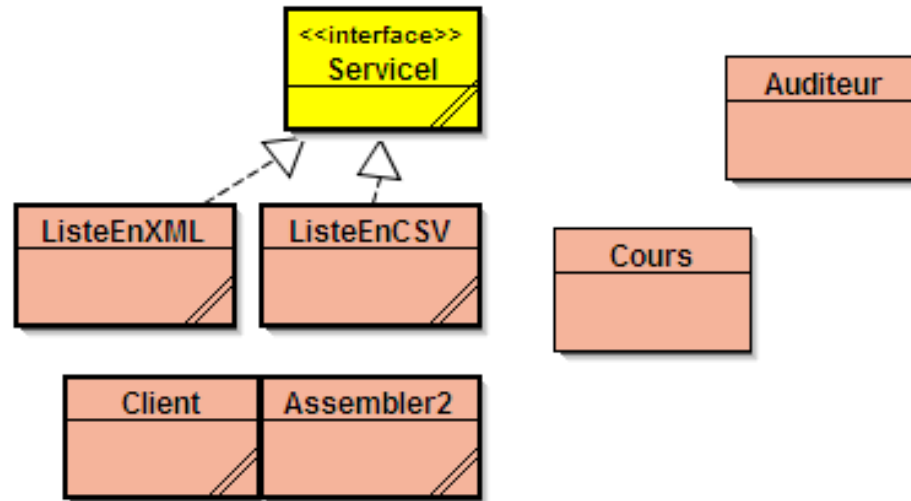 <<interface>>
ServiceI
Auditeur
ListeEnXML
ListeEnCSV
Cours
Client
Assembler2